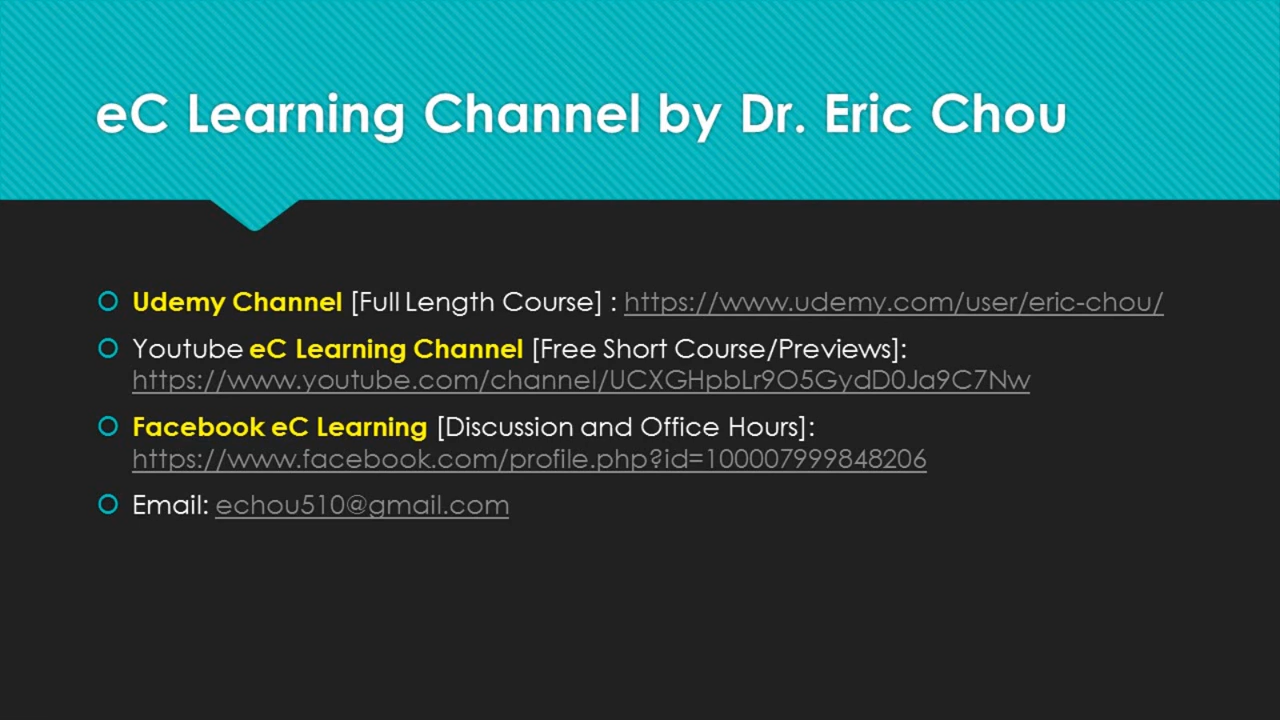 eC Learning Channel by Dr. Eric Chou
Udemy Channel [Full Length Course] : https://www.udemy.com/user/eric-chou/
Youtube eC Learning Channel [Free Short Course/Previews]:
https://www.youtube.com/channel/UCXGHpbLr9O5GydD0Ja9C7Nw
Facebook eC Learning [Discussion and Office Hours]:
https://www.facebook.com/profile.php?id=100007999848206
Email: echou510@gmail.com